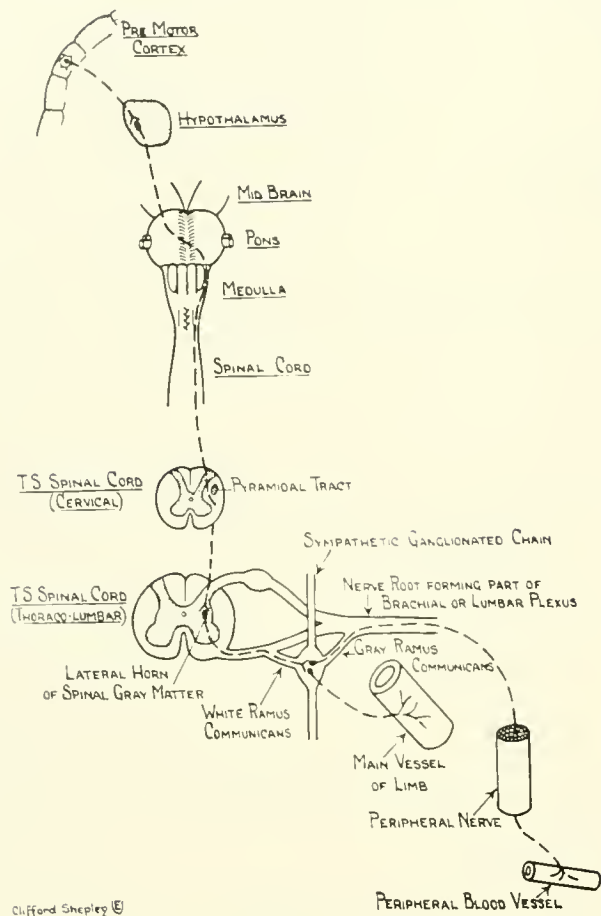 PRE MOTOR
CORTEX
HYPOTHALAMUS
MID BRAIN
PONS
MEDULLA
SPINAL CORD
TS SPINAL CORD
(CERVICAL)
PYRAMIDAL TRACT
SYMPATHETIC GANGLIONATED CHAIN
TS SPINAL CORD
(THORACO-LUMBAR)
NERVE ROOT FORMING PART OF
BRACHIAL OR LUMBAR PLEXUS
GRAY RAMUS
COMMUNICANS
LATERAL HORN
OF SPINAL GRAY MATTER
WHITE RAMUS
COMMUNICANS
MAIN VESSEL
OF LIMB
PERIPHERAL NERVE
PERIPHERAL BLOOD VESSEL
Clifford Shepley (E)